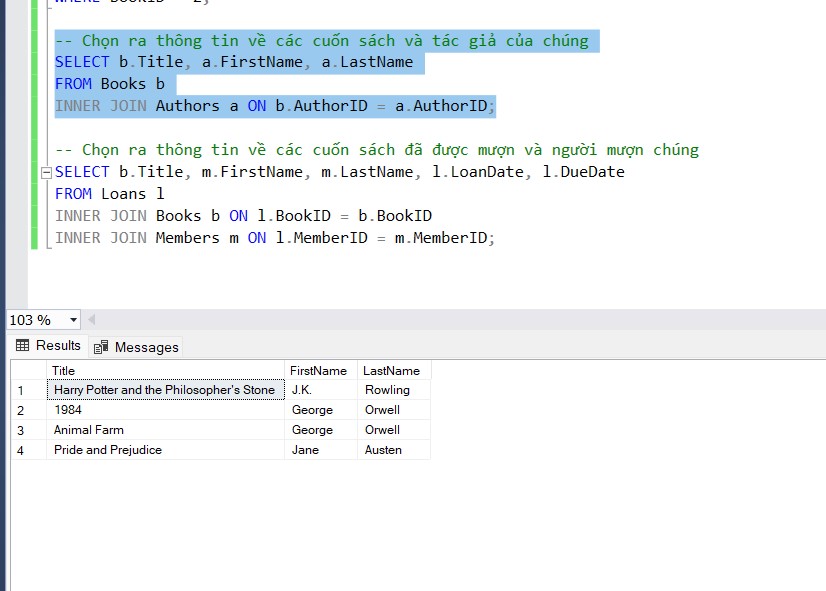 -- Chọn ra thông tin về các cuốn sách và tác giả của chúng
SELECT b.Title, a.FirstName, a.LastName
FROM Books b
INNER JOIN Authors a ON b.AuthorID = a.AuthorID;
-- Chọn ra thông tin về các cuốn sách đã được mượn và người mượn chúng
SELECT b.Title, m.FirstName, m.LastName, l.LoanDate, l.DueDate
FROM Loans l
INNER JOIN Books b ON l.BookID = b.BookID
INNER JOIN Members m ON l.MemberID = m.MemberID;
103 %
Results Messages
Title FirstName LastName
1 Harry Potter and the Philosopher's Stone J.K. Rowling
2 1984 George Orwell
3 Animal Farm George Orwell
4 Pride and Prejudice Jane Austen